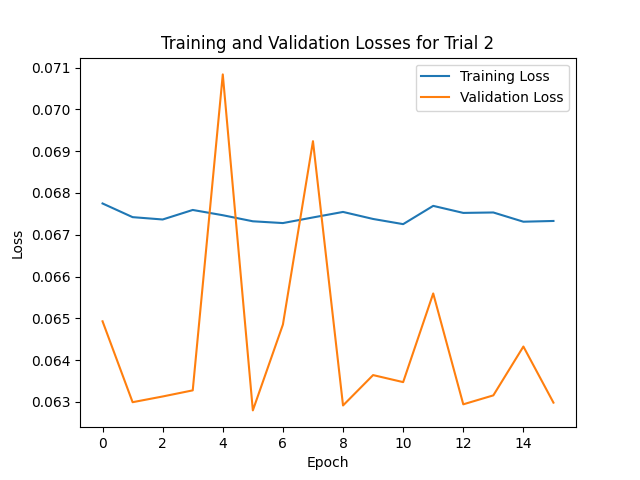 Training and Validation Losses for Trial 2
Training Loss
Validation Loss
Loss
0.071
0.070
0.069
0.068
0.067
0.066
0.065
0.064
0.063
0 2 4 6 8 10 12 14
Epoch